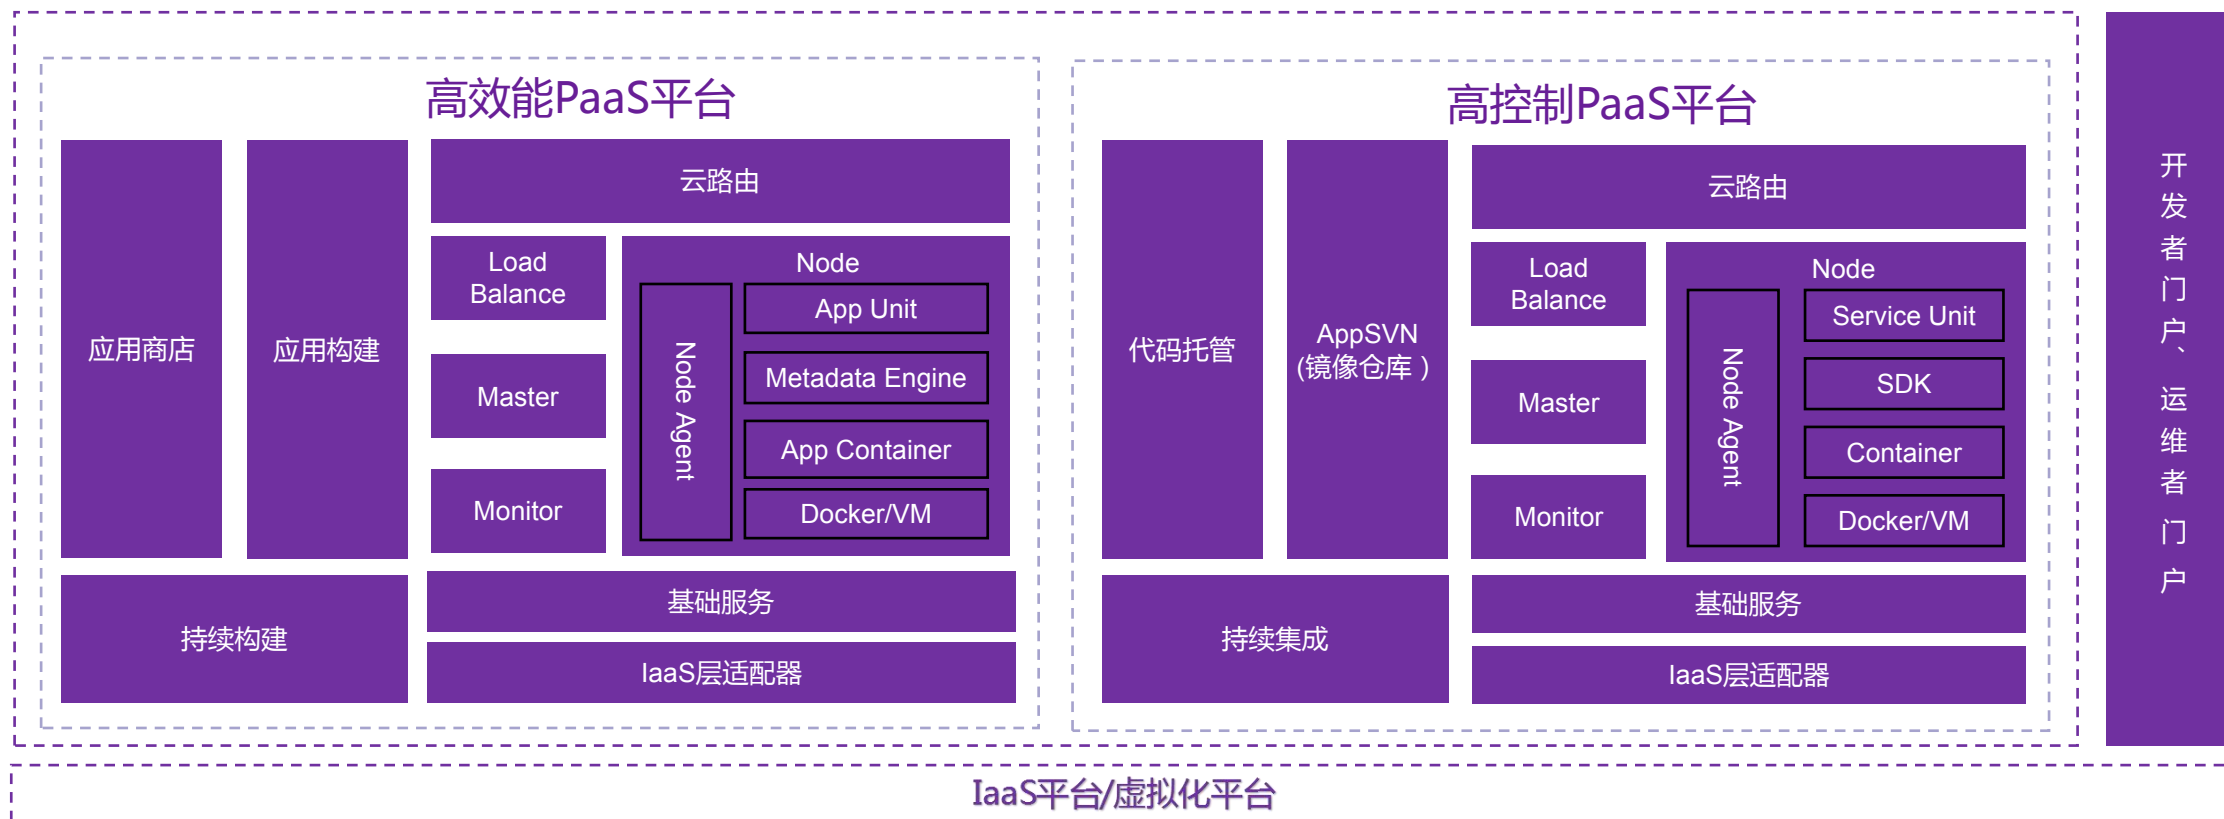 高效能PaaS平台
应用商店
应用构建
云路由
Load
Balance
Master
Monitor
Node
Node Agent
App Unit
Metadata Engine
App Container
Docker/VM
持续构建
基础服务
IaaS层适配器
高控制PaaS平台
代码托管
AppSVN
(镜像仓库）
云路由
Load
Balance
Master
Monitor
Node
Node Agent
Service Unit
SDK
Container
Docker/VM
持续集成
基础服务
IaaS层适配器
开发者门户、运维者门户
IaaS平台/虚拟化平台